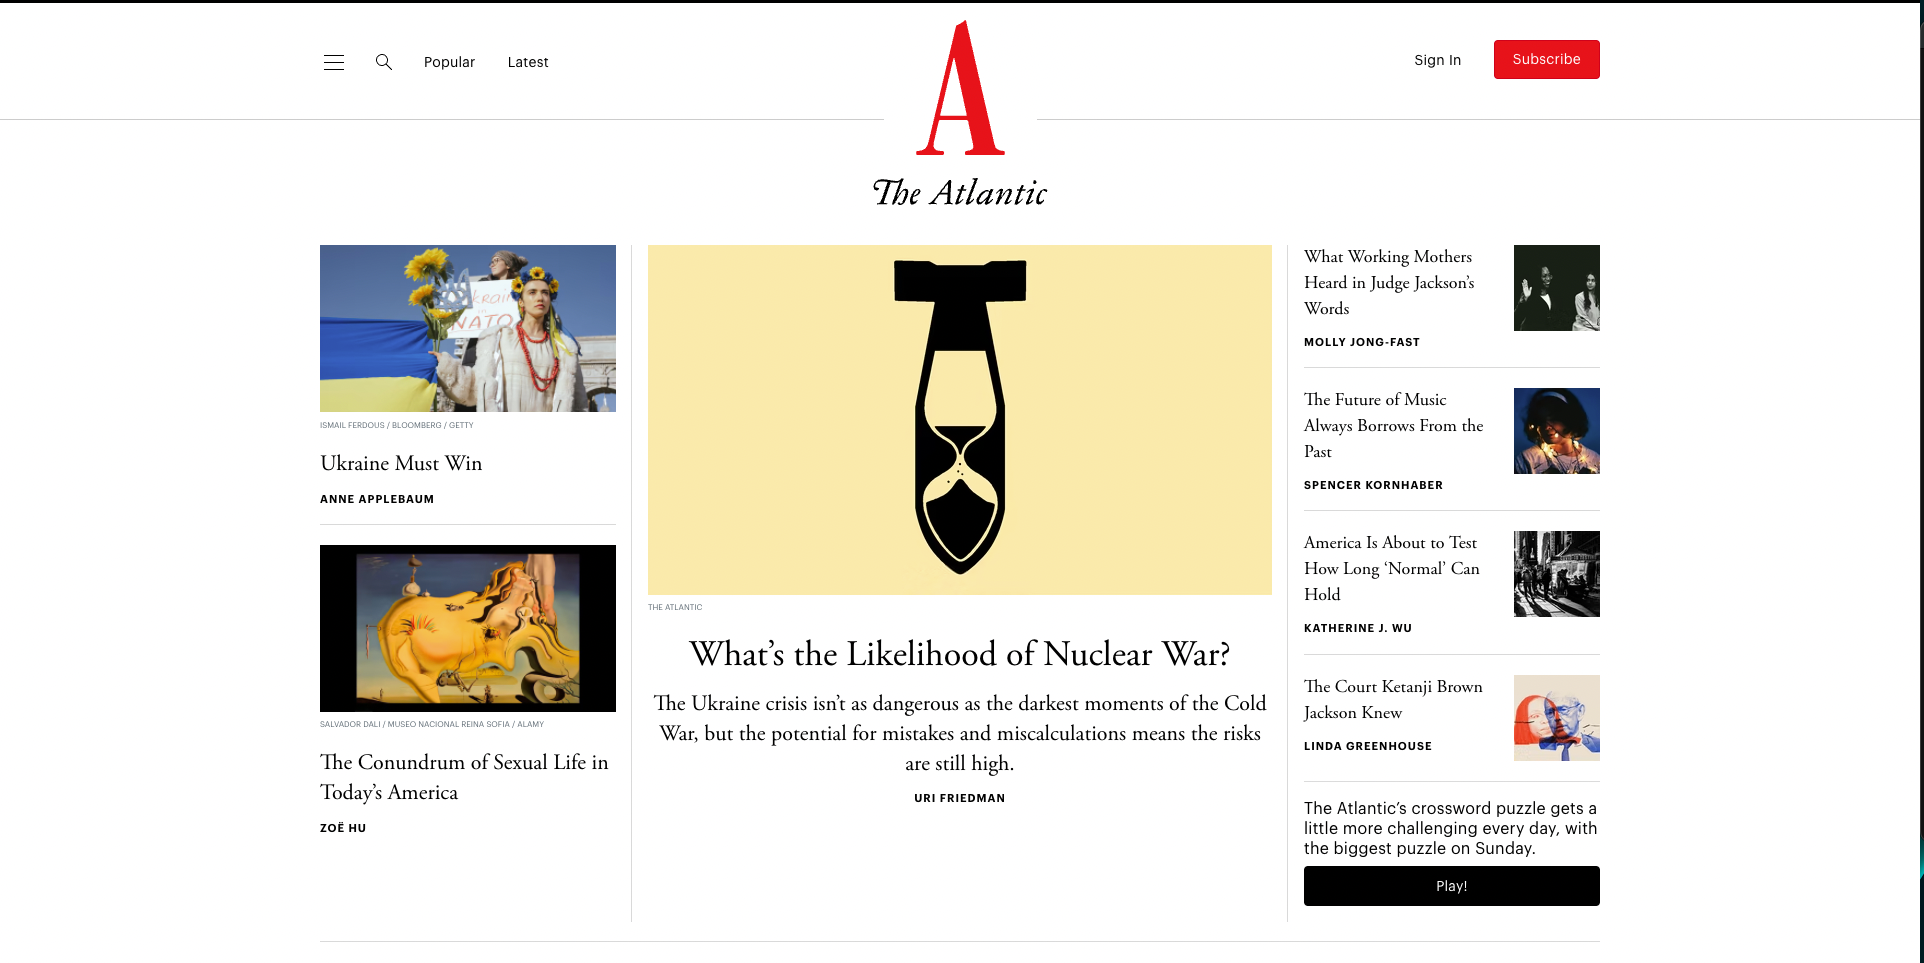 Popular
Latest
A
The Atlantic
Sign In
Subscribe
Ukraine
NATO
ISMAIL FERDOUS / BLOOMBERG / GETTY
Ukraine Must Win
ANNE APPLEBAUM
SALVADOR DALI / MUSEO NACIONAL REINA SOFIA / ALAMY
The Conundrum of Sexual Life in
Today’s America
ZOË HU
THE ATLANTIC
What’s the Likelihood of Nuclear War?
The Ukraine crisis isn’t as dangerous as the darkest moments of the Cold
War, but the potential for mistakes and miscalculations means the risks
are still high.
URI FRIEDMAN
What Working Mothers
Heard in Judge Jackson’s
Words
MOLLY JONG-FAST
The Future of Music
Always Borrows From the
Past
SPENCER KORNHABER
America Is About to Test
How Long ‘Normal’ Can
Hold
KATHERINE J. WU
The Court Ketanji Brown
Jackson Knew
LINDA GREENHOUSE
The Atlantic’s crossword puzzle gets a
little more challenging every day, with
the biggest puzzle on Sunday.
Play!